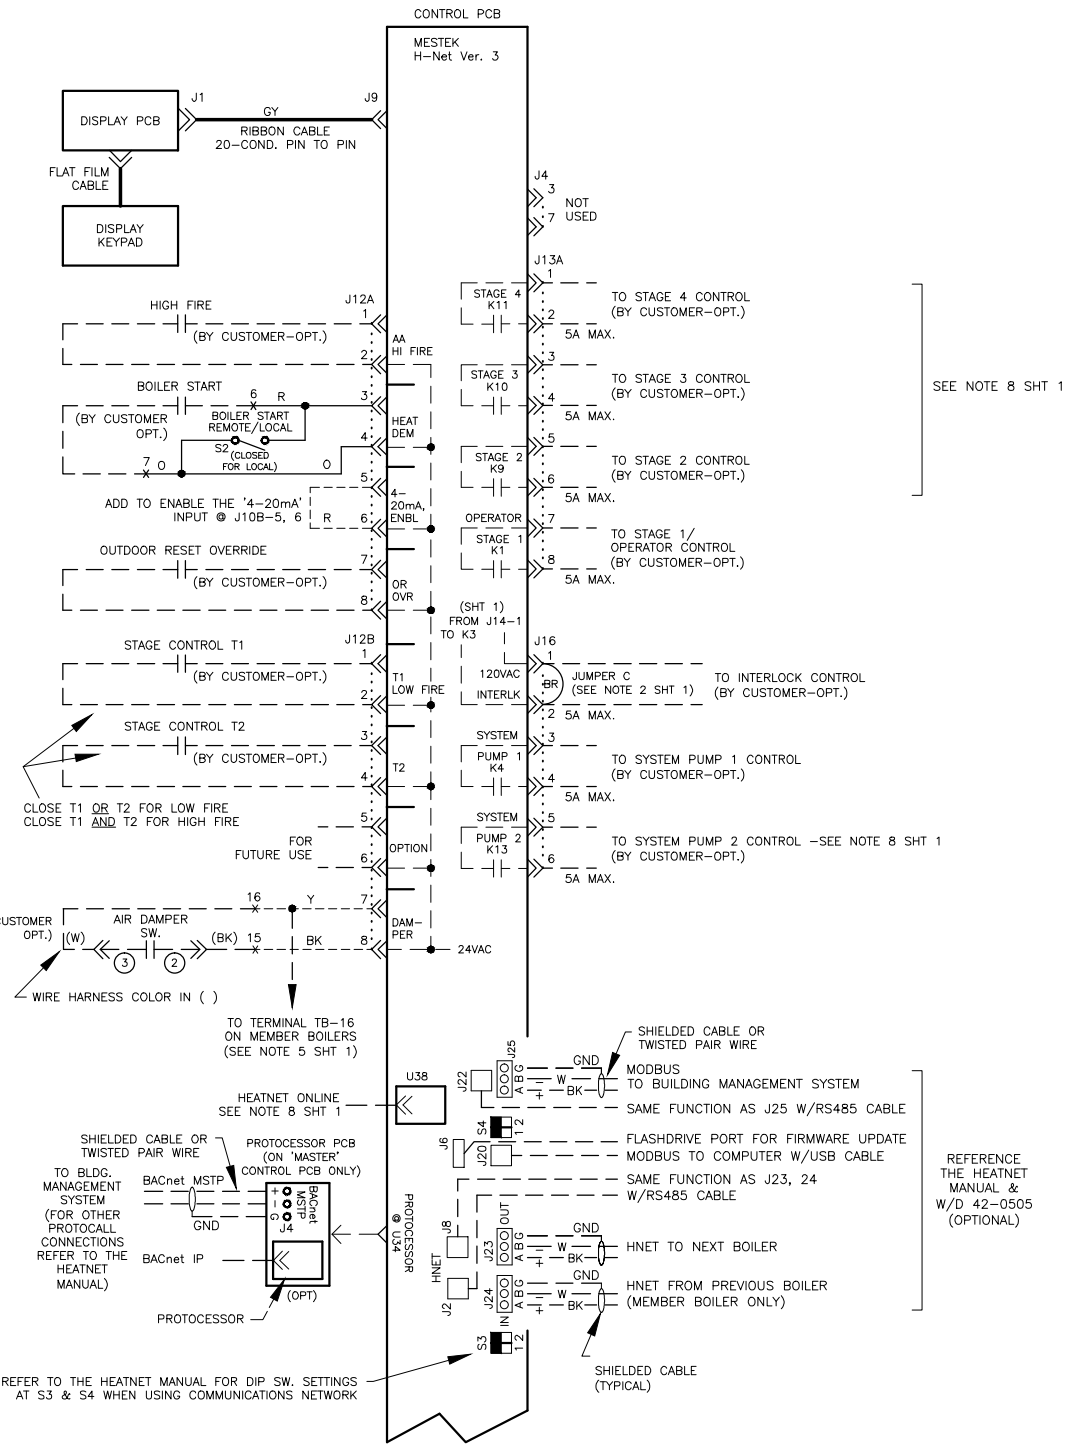 CONTROL PCB
MESTEK
H-Net Ver. 3
J1
J9
DISPLAY PCB
GY
RIBBON CABLE
20-COND. PIN TO PIN
FLAT FILM
CABLE
DISPLAY
KEYPAD
J4
3
7
NOT
USED
J12A
HIGH FIRE
1
(BY CUSTOMER-OPT.)
2
AA
HI FIRE
BOILER START
6
R
3
(BY CUSTOMER
OPT.)
BOILER START
REMOTE/LOCAL
S2
(CLOSED
FOR LOCAL)
HEAT
DEM
4
7
O
O
5
ADD TO ENABLE THE '4-20mA'
INPUT @ J10B-5, 6
R
6
4-
20mA,
ENBL
OUTDOOR RESET OVERRIDE
7
(BY CUSTOMER-OPT.)
8
OR
OVR
J12B
STAGE CONTROL T1
1
(BY CUSTOMER-OPT.)
2
T1
LOW FIRE
STAGE CONTROL T2
3
(BY CUSTOMER-OPT.)
4
T2
CLOSE T1 OR T2 FOR LOW FIRE
CLOSE T1 AND T2 FOR HIGH FIRE
5
FOR
FUTURE USE
6
OPTION
16
Y
7
CUSTOMER
OPT.)
AIR DAMPER
SW.
(W)
(BK)
15
BK
8
DAM-
PER
24VAC
3
2
WIRE HARNESS COLOR IN ( )
TO TERMINAL TB-16
ON MEMBER BOILERS
(SEE NOTE 5 SHT 1)
J13A
1
STAGE 4
K11
2
TO STAGE 4 CONTROL
(BY CUSTOMER-OPT.)
5A MAX.
3
STAGE 3
K10
4
TO STAGE 3 CONTROL
(BY CUSTOMER-OPT.)
5A MAX.
SEE NOTE 8 SHT 1
5
STAGE 2
K9
6
TO STAGE 2 CONTROL
(BY CUSTOMER-OPT.)
5A MAX.
OPERATOR
7
STAGE 1
K1
8
TO STAGE 1/
OPERATOR CONTROL
(BY CUSTOMER-OPT.)
5A MAX.
(SHT 1)
FROM J14-1
TO K3
J16
1
120VAC
INTERLK
BR
JUMPER C
(SEE NOTE 2 SHT 1)
TO INTERLOCK CONTROL
(BY CUSTOMER-OPT.)
2
5A MAX.
SYSTEM
3
PUMP 1
K4
4
TO SYSTEM PUMP 1 CONTROL
(BY CUSTOMER-OPT.)
5A MAX.
SYSTEM
5
PUMP 2
K13
6
TO SYSTEM PUMP 2 CONTROL -SEE NOTE 8 SHT 1
(BY CUSTOMER-OPT.)
5A MAX.
SHIELDED CABLE OR
TWISTED PAIR WIRE
J25
J22
A B G
GND
W
BK
-
+
MODBUS
TO BUILDING MANAGEMENT SYSTEM
SAME FUNCTION AS J25 W/RS485 CABLE
U38
HEATNET ONLINE
SEE NOTE 8 SHT 1
S4
1 2
J6
J20
FLASHDRIVE PORT FOR FIRMWARE UPDATE
MODBUS TO COMPUTER W/USB CABLE
SAME FUNCTION AS J23, 24
W/RS485 CABLE
SHIELDED CABLE OR
TWISTED PAIR WIRE
PROTOCESSOR PCB
(ON 'MASTER'
CONTROL PCB ONLY)
TO BLDG.
MANAGEMENT
SYSTEM
(FOR OTHER
PROTOCALL
CONNECTIONS
REFER TO THE
HEATNET
MANUAL)
BACnet MSTP
GND
+
-
G
BACnet
MSTP
J4
BACnet IP
(OPT)
PROTOCESSOR
PROTOCESSOR
@ U34
HNET
J8
J2
OUT
J23
A B G
GND
W
BK
-
+
HNET TO NEXT BOILER
J24
IN
A B G
GND
W
BK
-
+
HNET FROM PREVIOUS BOILER
(MEMBER BOILER ONLY)
REFERENCE
THE HEATNET
MANUAL &
W/D 42-0505
(OPTIONAL)
S3
1 2
SHIELDED CABLE
(TYPICAL)
REFER TO THE HEATNET MANUAL FOR DIP SW. SETTINGS
AT S3 & S4 WHEN USING COMMUNICATIONS NETWORK